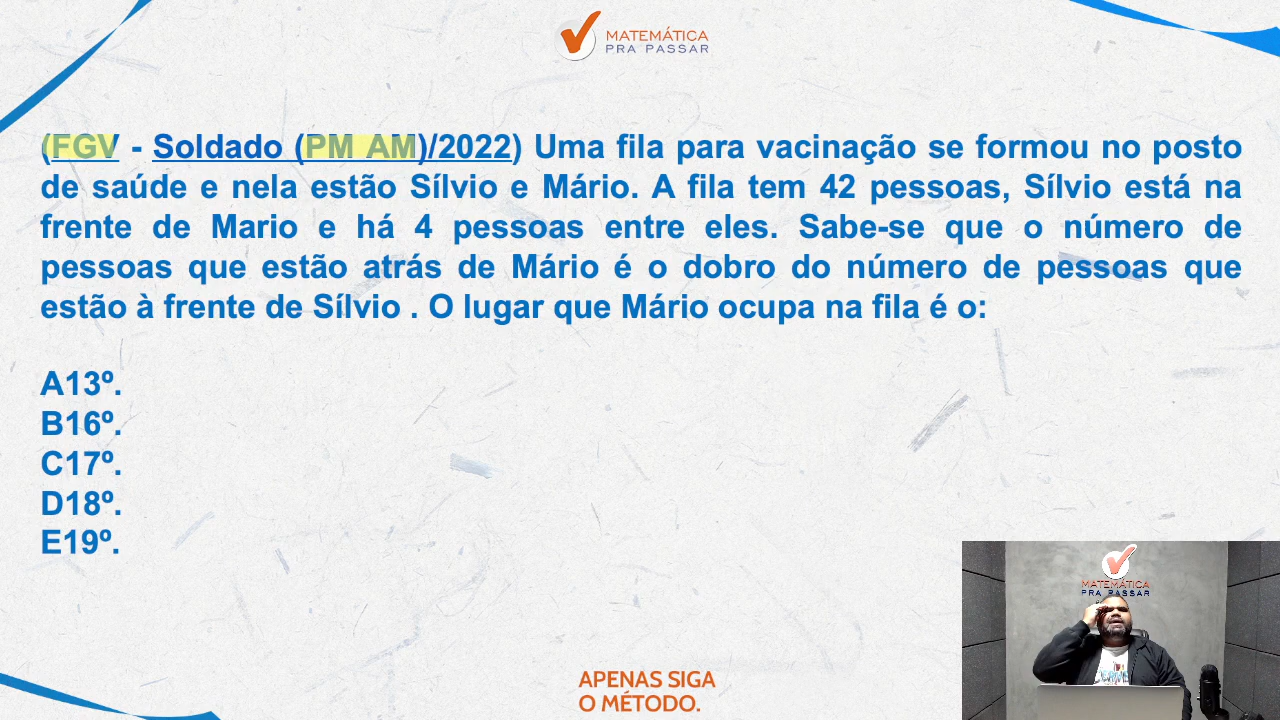 MATEMÁTICA
PRA PASSAR
(FGV - Soldado (PM AM)/2022) Uma fila para vacinação se formou no posto
de saúde e nela estão Sílvio e Mário. A fila tem 42 pessoas, Sílvio está na
frente de Mario e há 4 pessoas entre eles. Sabe-se que o número de
pessoas que estão atrás de Mário é o dobro do número de pessoas que
estão à frente de Sílvio . O lugar que Mário ocupa na fila é o:
A13º.
B16º.
C17º.
D18º.
E19º.
MATEMÁTICA
PRA PASSAR
APENAS SIGA
O MÉTODO.